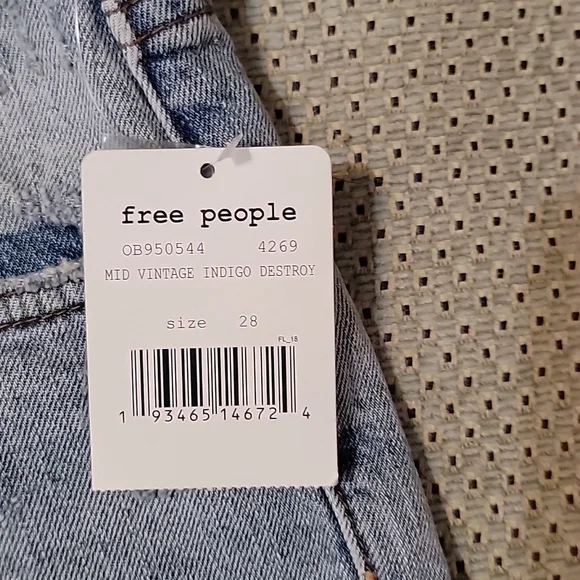 free people
OB950544 4269
MID VINTAGE INDIGO DESTROY
size 28
FL_18
1 93465 14672 4